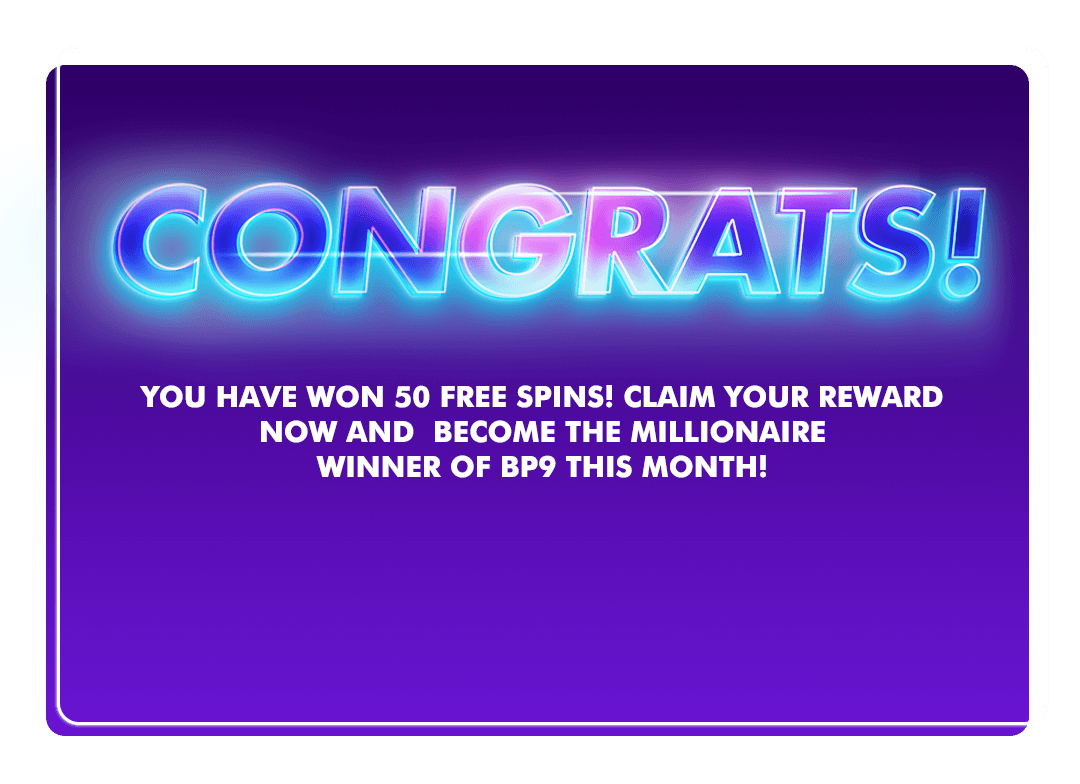 CONGRATS!
YOU HAVE WON 50 FREE SPINS! CLAIM YOUR REWARD
NOW AND  BECOME THE MILLIONAIRE
WINNER OF BP9 THIS MONTH!